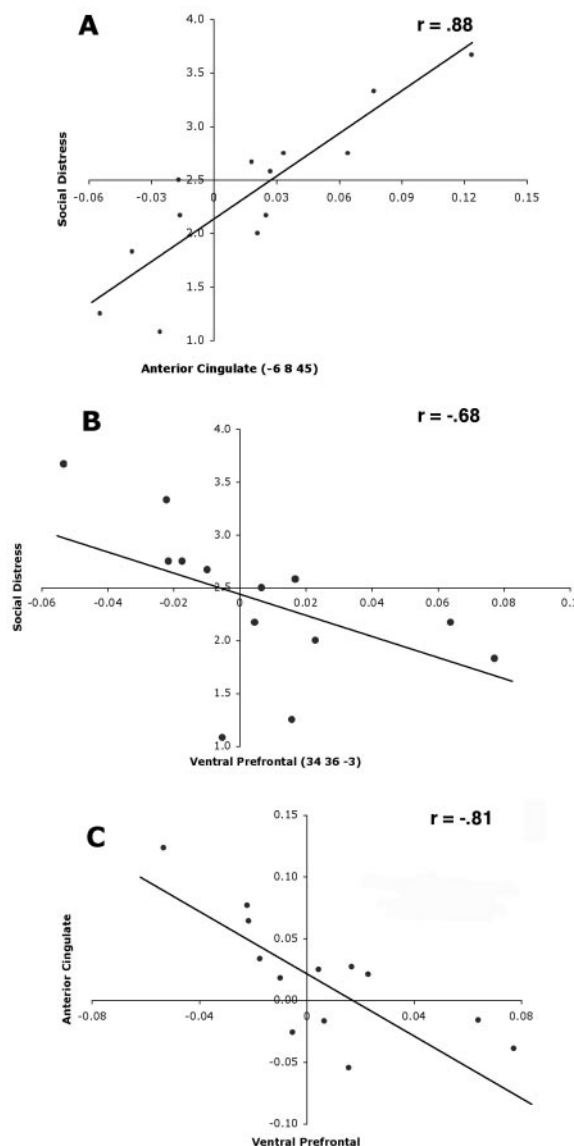 A
r = .88
4.0
3.5
3.0
2.5
2.0
1.5
1.0
-0.06 -0.03 0 0.03 0.06 0.09 0.12 0.15
Social Distress
Anterior Cingulate (-6 8 45)
B
r = -.68
4.0
3.5
3.0
2.5
2.0
1.5
1.0
-0.06 -0.04 -0.02 0 0.02 0.04 0.06 0.08 0.1
Social Distress
Ventral Prefrontal (34 36 -3)
C
r = -.81
0.15
0.10
0.05
0.00
-0.05
-0.10
-0.08 -0.04 0 0.04 0.08
Anterior Cingulate
Ventral Prefrontal